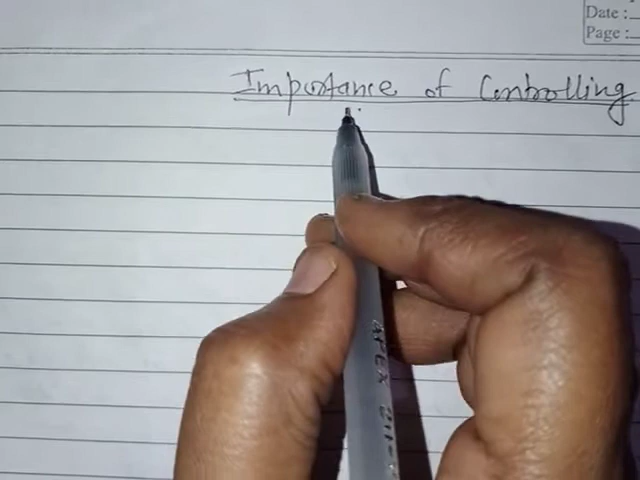 Date :
Page :
Importance of Controlling
APEX